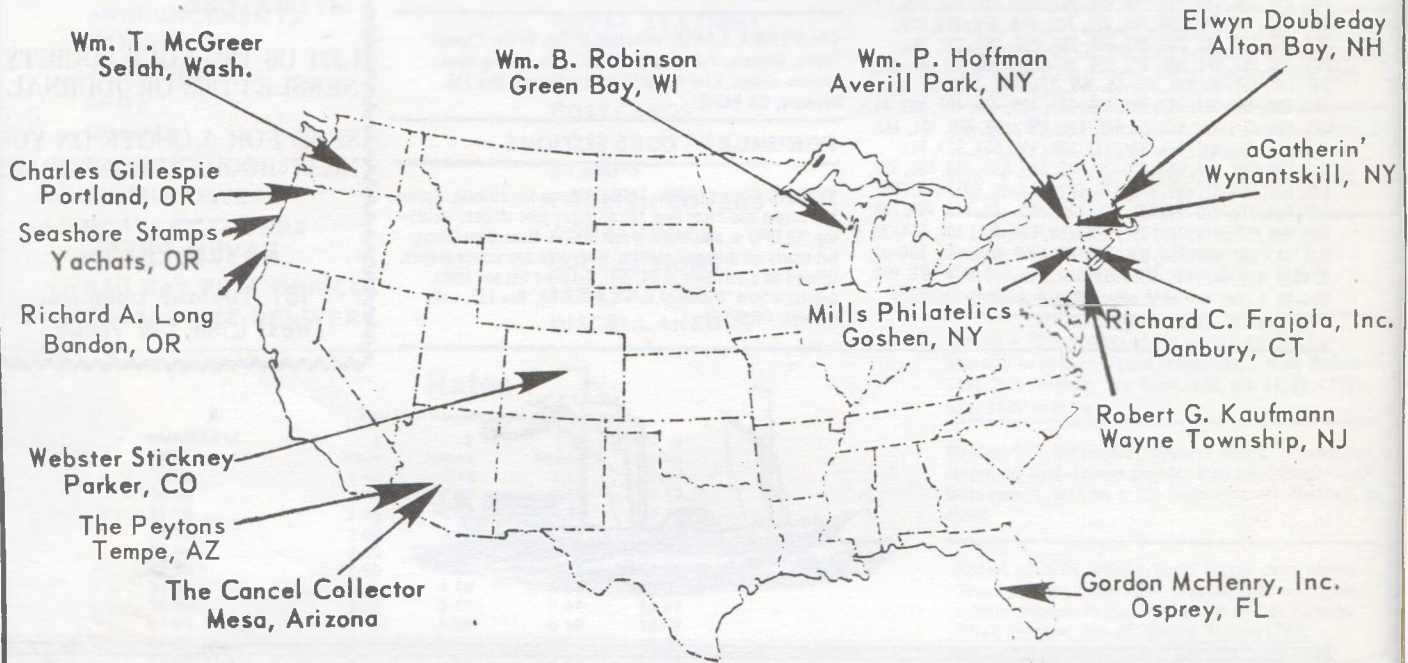 Wm. T. McGreer
Sarah, Wash.
Wm. B. Robinson
Green Bay, WI
Wm. P. Hoffman
Averill Park, NY
Elwyn Doubleday
Alton Bay, NH
aGatherin'
Wynantskill, NY
Charles Gillespie
Portland, OR
Seashore Stamps
Yachats, OR
Richard A. Long
Bandon, OR
Mills Philatelics
Goshen, NY
Richard C. Frajola, Inc.
Danbury, CT
Robert G. Kaufmann
Wayne Township, NJ
Webster Stickney
Parker, CO
The Peytons
Tempe, AZ
The Cancel Collector
Mesa, Arizona
Gordon McHenry, Inc.
Osprey, FL